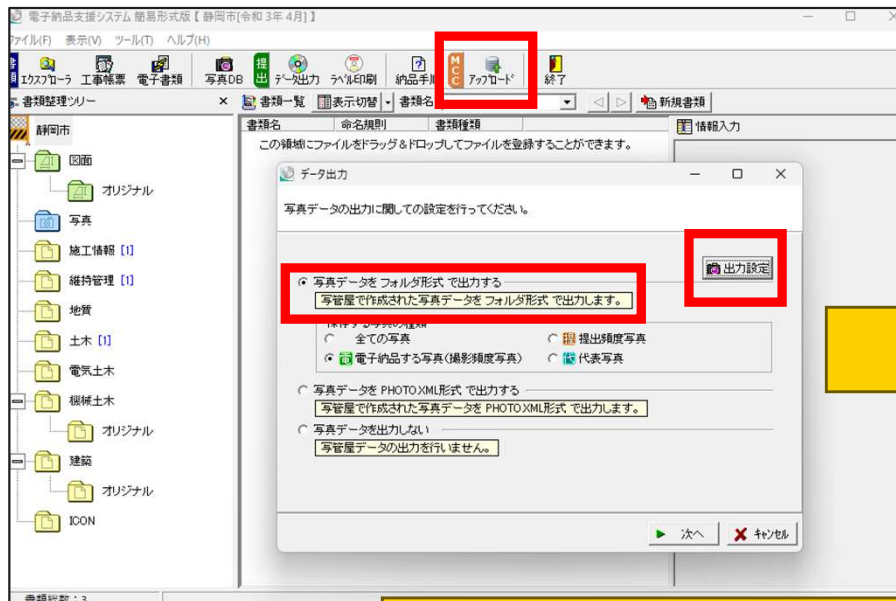 電子納品支援システム 簡易形式版【 静岡市[令和 3年 4月] 】
ファイル(F) 表示(V) ツール(T) ヘルプ(H)
エクスプローラ 工事帳票 電子書類 写真DB 提出 データ出力 ラベル印刷 納品手順 MCC アップロード 終了
書類整理ツリー × 書類一覧 表示切替 書類名 新規書類
静岡市
図面
オリジナル
写真
施工情報 [1]
維持管理 [1]
地質
土木 [1]
電気土木
機械土木
オリジナル
建築
オリジナル
ICON
書類名 命名規則 書類種類
この領域にファイルをドラッグ&ドロップしてファイルを登録することができます。
情報入力
データ出力
写真データの出力に関しての設定を行ってください。
出力設定
写真データを フォルダ形式 で出力する
写管屋で作成された写真データを フォルダ形式 で出力します。
保存する写真の種類
全ての写真 提出頻度写真
電子納品する写真(撮影頻度写真) 代表写真
写真データを PHOTO.XML形式 で出力する
写管屋で作成された写真データを PHOTO.XML形式 で出力します。
写真データを出力しない
写管屋データの出力を行いません。
次へ キャンセル
書類総数 : 3